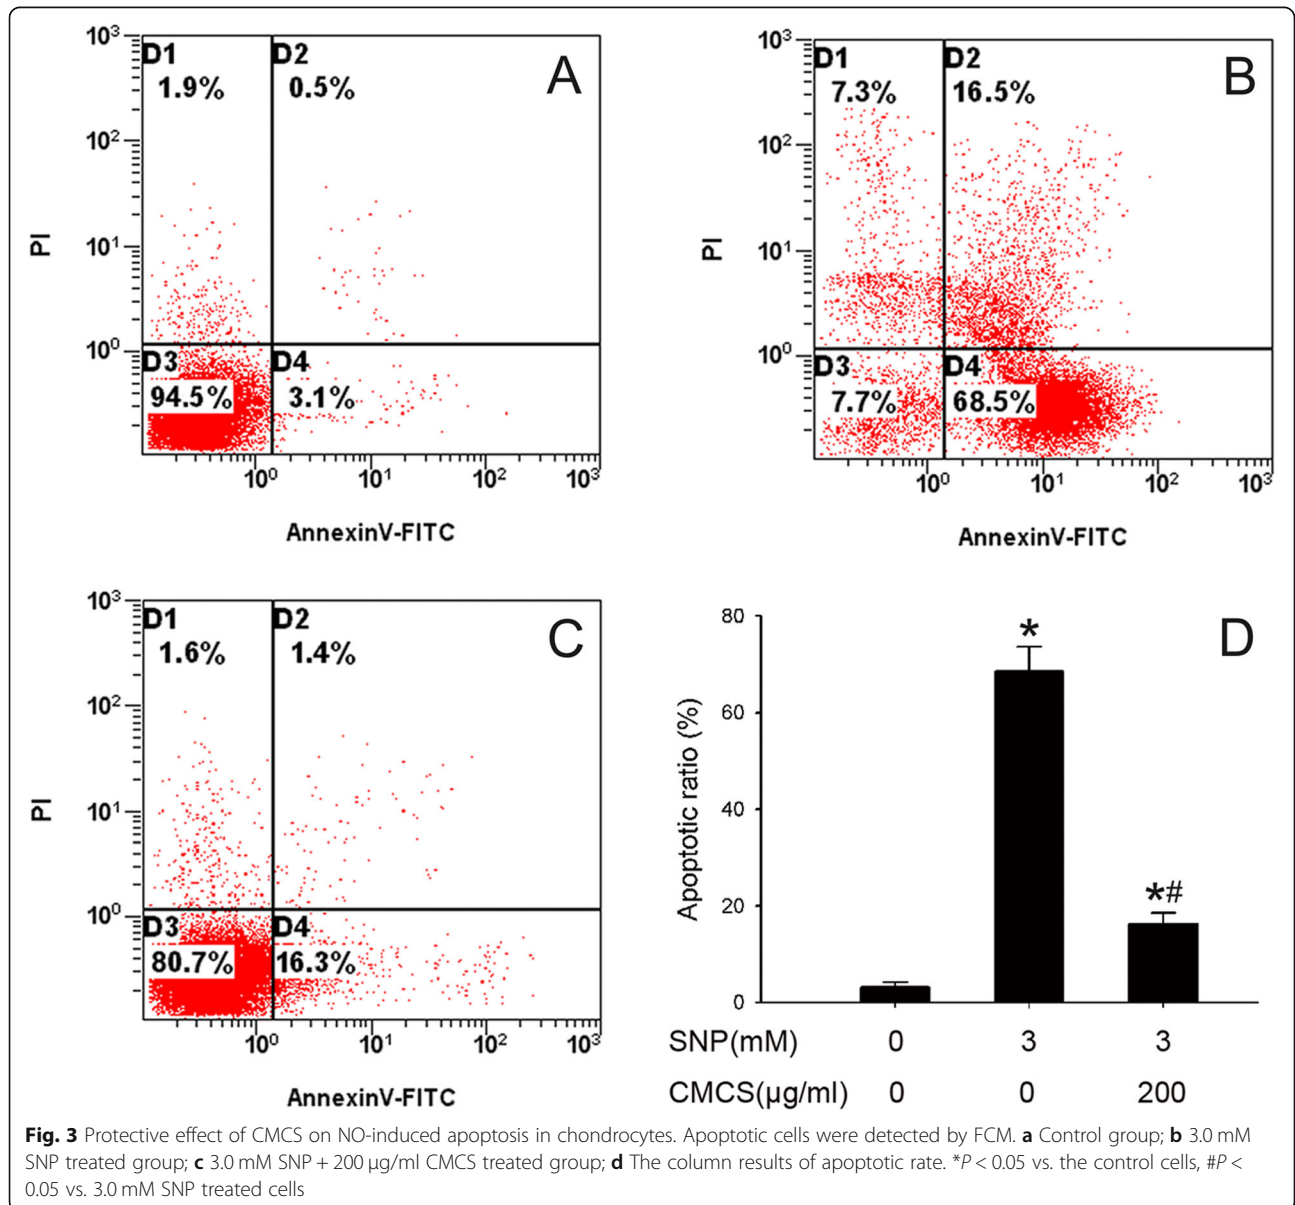 A
D1
1.9%
D2
0.5%
D3
94.5%
D4
3.1%
10³
10²
10¹
10⁰
PI
10⁰ 10¹ 10² 10³
AnnexinV-FITC
B
D1
7.3%
D2
16.5%
D3
7.7%
D4
68.5%
10³
10²
10¹
10⁰
PI
10⁰ 10¹ 10² 10³
AnnexinV-FITC
C
D1
1.6%
D2
1.4%
D3
80.7%
D4
16.3%
10³
10²
10¹
10⁰
PI
10⁰ 10¹ 10² 10³
AnnexinV-FITC
D
80
60
40
20
0
Apoptotic ratio (%)
*
*#
SNP(mM) 0 3 3
CMCS(μg/ml) 0 0 200
Fig. 3 Protective effect of CMCS on NO-induced apoptosis in chondrocytes. Apoptotic cells were detected by FCM. a Control group; b 3.0 mM
SNP treated group; c 3.0 mM SNP + 200 μg/ml CMCS treated group; d The column results of apoptotic rate. *P < 0.05 vs. the control cells, #P <
0.05 vs. 3.0 mM SNP treated cells